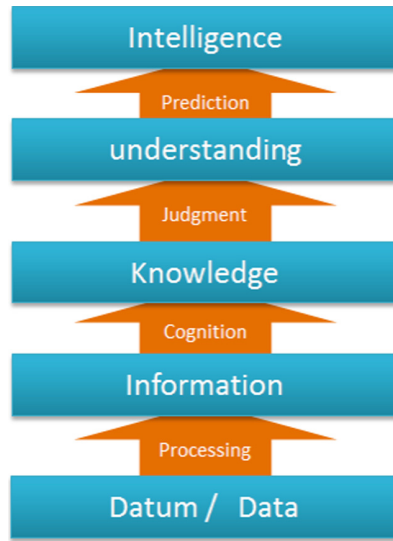 Intelligence
Prediction
understanding
Judgment
Knowledge
Cognition
Information
Processing
Datum / Data